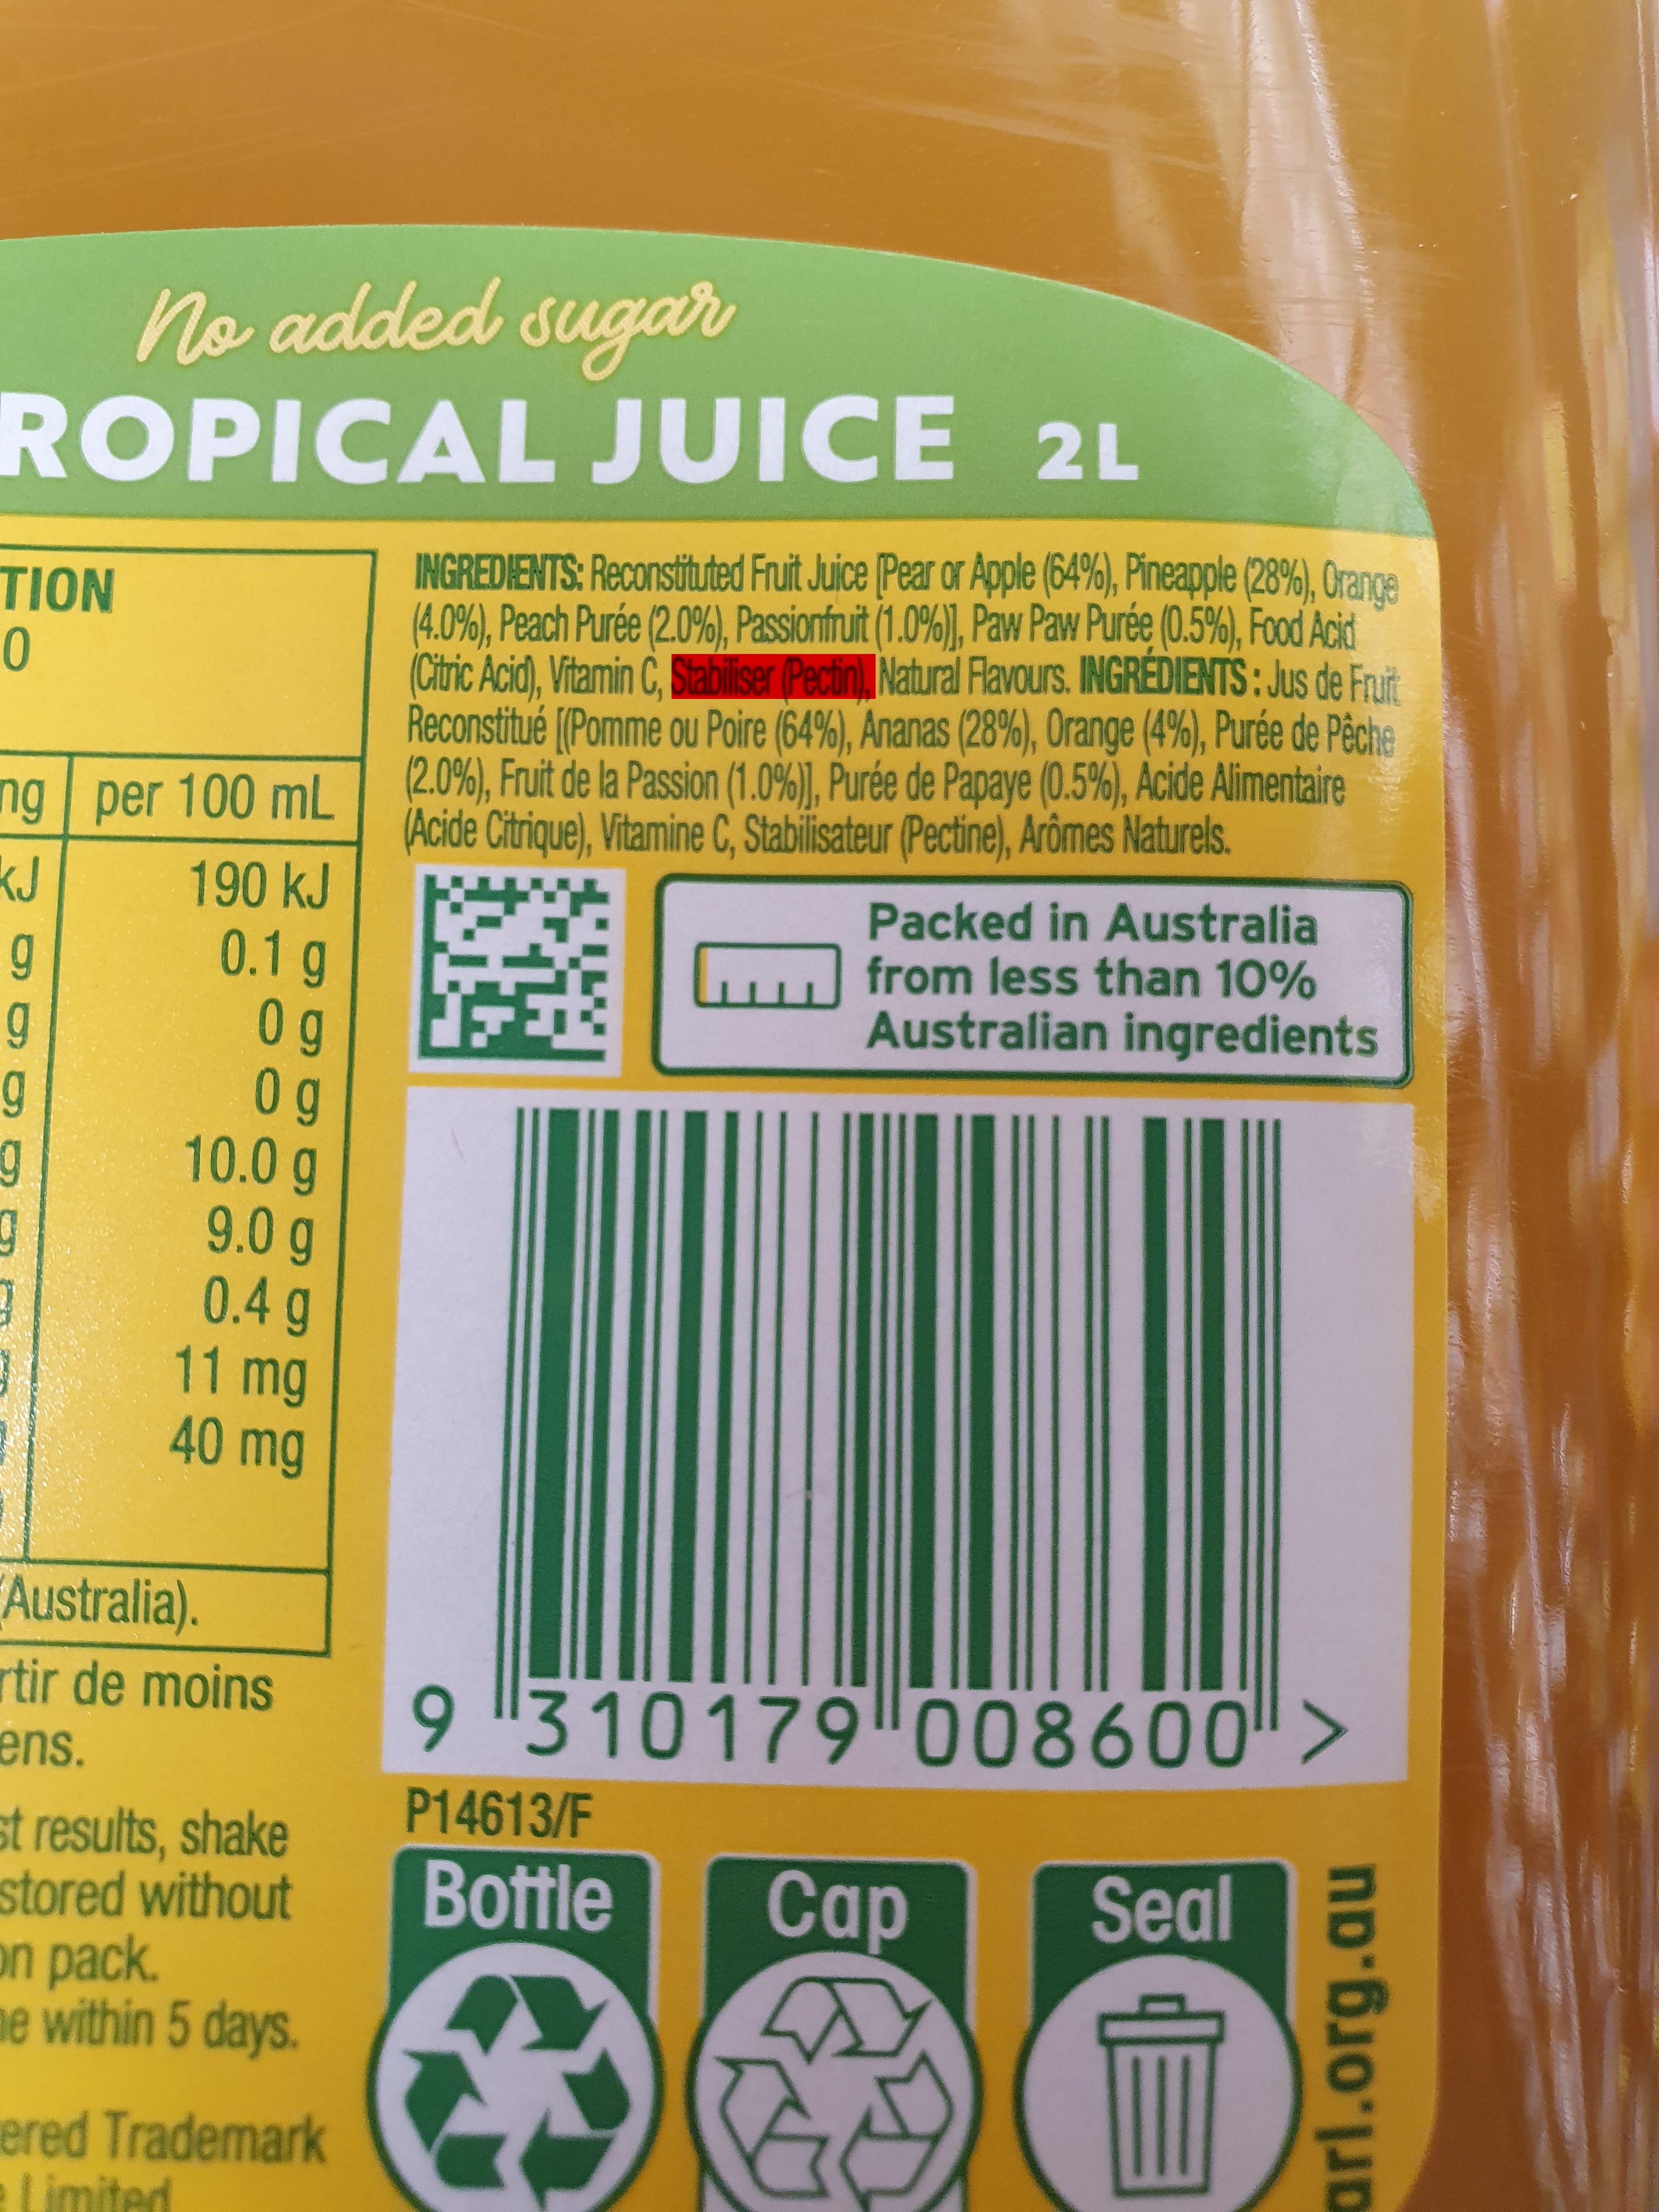 No added sugar
ROPICAL JUICE 2L
TION
0
ng per 100 mL
kJ 190 kJ
g 0.1 g
g 0 g
g 0 g
g 10.0 g
g 9.0 g
g 0.4 g
11 mg
40 mg
(Australia).
rtir de moins
ens.
st results, shake
stored without
on pack.
ne within 5 days.
ered Trademark
e Limited
INGREDIENTS: Reconstituted Fruit Juice [Pear or Apple (64%), Pineapple (28%), Orange
(4.0%), Peach Purée (2.0%), Passionfruit (1.0%)], Paw Paw Purée (0.5%), Food Acid
(Citric Acid), Vitamin C, Stabiliser (Pectin), Natural Flavours. INGRÉDIENTS : Jus de Fruit
Reconstitué [(Pomme ou Poire (64%), Ananas (28%), Orange (4%), Purée de Pêche
(2.0%), Fruit de la Passion (1.0%)], Purée de Papaye (0.5%), Acide Alimentaire
(Acide Citrique), Vitamine C, Stabilisateur (Pectine), Arômes Naturels.
Packed in Australia
from less than 10%
Australian ingredients
9 310179 008600 >
P14613/F
Bottle
Cap
Seal
arl.org.au